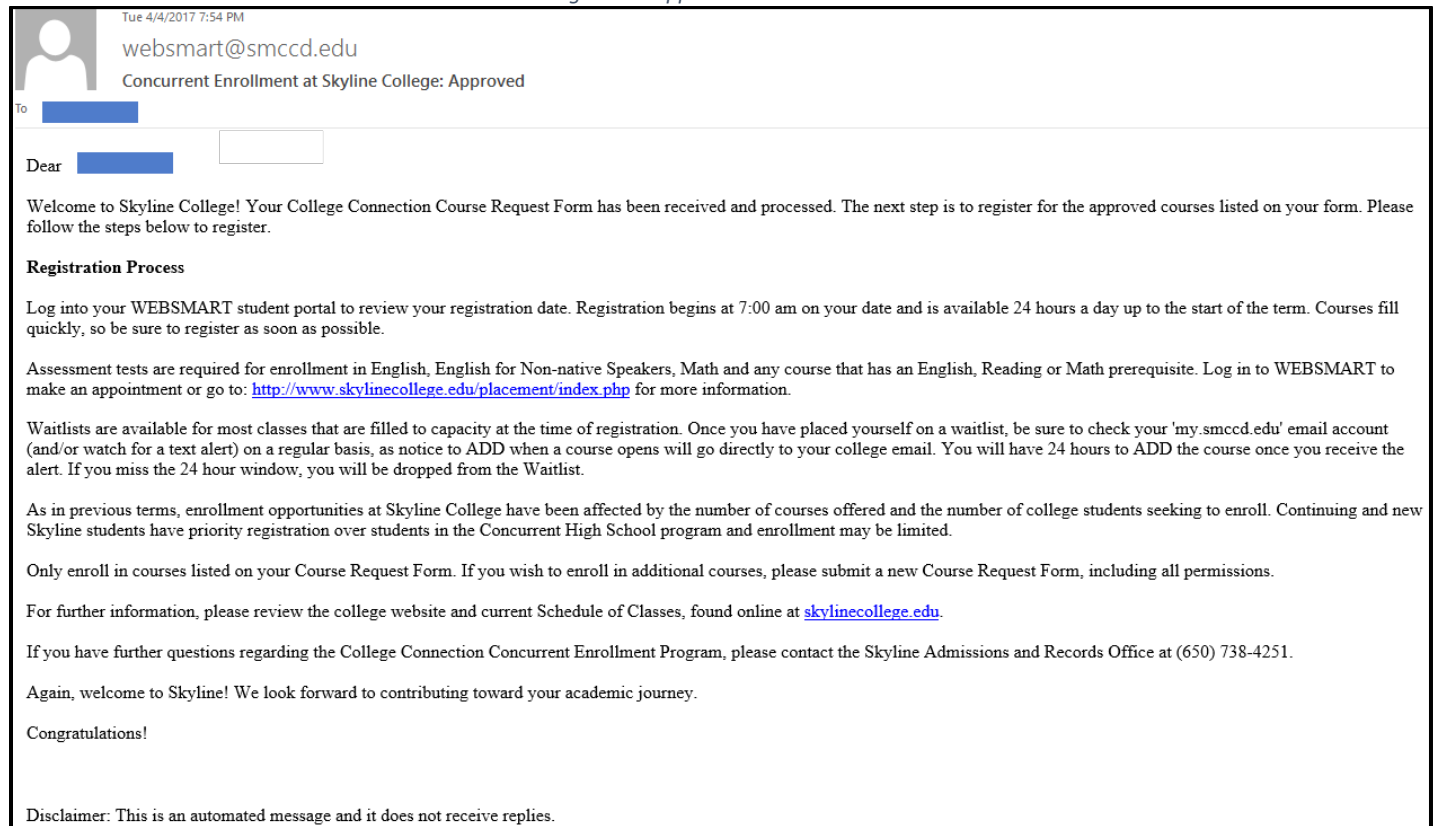 Tue 4/4/2017 7:54 PM
websmart@smccd.edu
Concurrent Enrollment at Skyline College: Approved
To
Dear
Welcome to Skyline College! Your College Connection Course Request Form has been received and processed. The next step is to register for the approved courses listed on your form. Please
follow the steps below to register.
Registration Process
Log into your WEBSMART student portal to review your registration date. Registration begins at 7:00 am on your date and is available 24 hours a day up to the start of the term. Courses fill
quickly, so be sure to register as soon as possible.
Assessment tests are required for enrollment in English, English for Non-native Speakers, Math and any course that has an English, Reading or Math prerequisite. Log in to WEBSMART to
make an appointment or go to: http://www.skylinecollege.edu/placement/index.php for more information.
Waitlists are available for most classes that are filled to capacity at the time of registration. Once you have placed yourself on a waitlist, be sure to check your 'my.smccd.edu' email account
(and/or watch for a text alert) on a regular basis, as notice to ADD when a course opens will go directly to your college email. You will have 24 hours to ADD the course once you receive the
alert. If you miss the 24 hour window, you will be dropped from the Waitlist.
As in previous terms, enrollment opportunities at Skyline College have been affected by the number of courses offered and the number of college students seeking to enroll. Continuing and new
Skyline students have priority registration over students in the Concurrent High School program and enrollment may be limited.
Only enroll in courses listed on your Course Request Form. If you wish to enroll in additional courses, please submit a new Course Request Form, including all permissions.
For further information, please review the college website and current Schedule of Classes, found online at skylinecollege.edu.
If you have further questions regarding the College Connection Concurrent Enrollment Program, please contact the Skyline Admissions and Records Office at (650) 738-4251.
Again, welcome to Skyline! We look forward to contributing toward your academic journey.
Congratulations!
Disclaimer: This is an automated message and it does not receive replies.